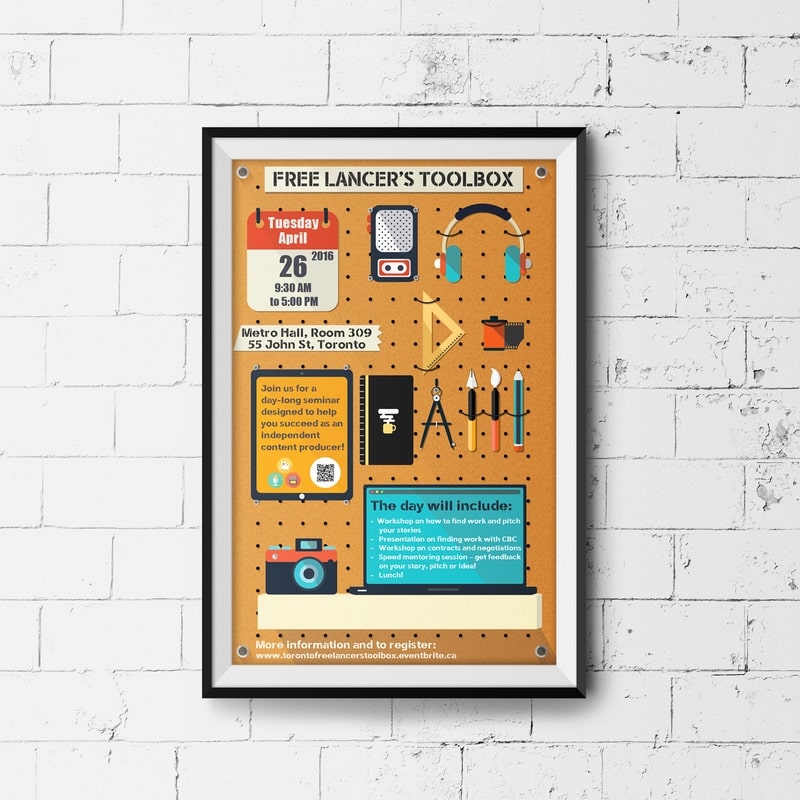 FREE LANCER'S TOOLBOX
Tuesday
April
26 2016
9:30 AM
to 5:00 PM
Metro Hall, Room 309
55 John St, Toronto
Join us for a
day-long seminar
designed to help
you succeed as an
independent
content producer!
The day will include:
- Workshop on how to find work and pitch
your stories
- Presentation on finding work with CBC
- Workshop on contracts and negotiations
- Speed mentoring session – get feedback
on your story, pitch or idea!
- Lunch!
More information and to register:
www.torontofreelancerstoolbox.eventbrite.ca